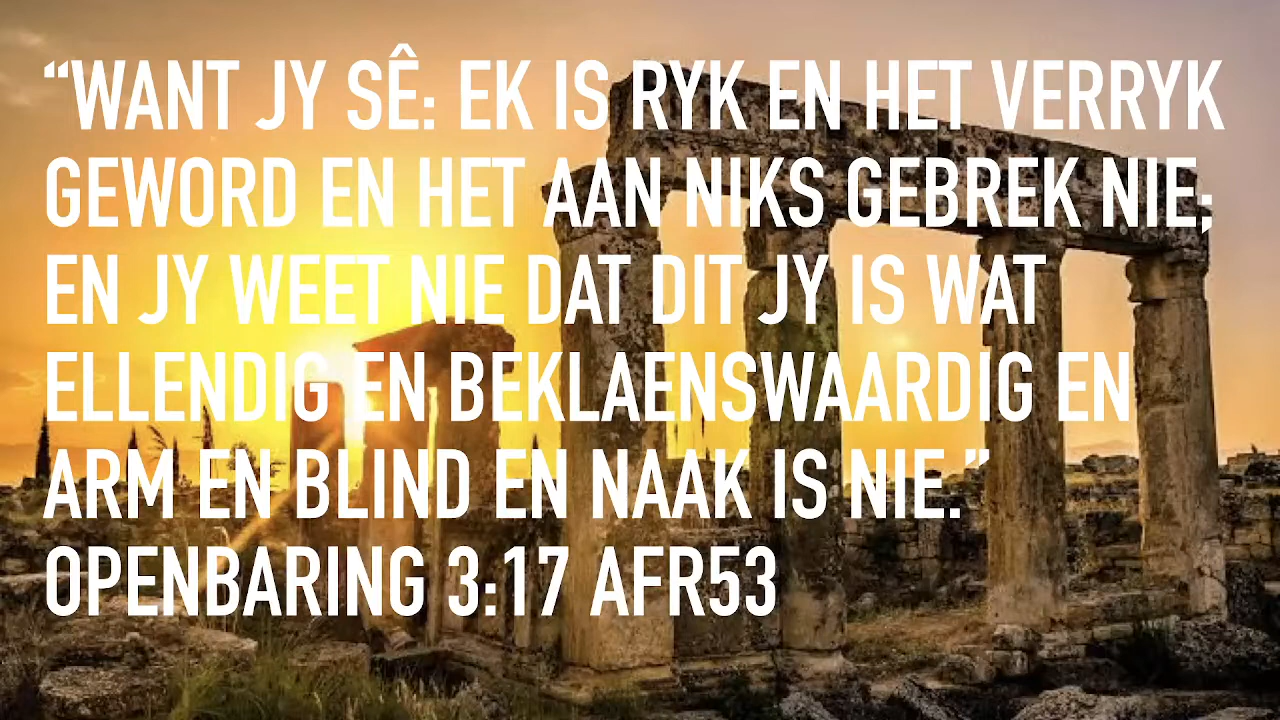 “WANT JY SÊ: EK IS RYK EN HET VERRYK
GEWORD EN HET AAN NIKS GEBREK NIE;
EN JY WEET NIE DAT DIT JY IS WAT
ELLENDIG EN BEKLAENSWAARDIG EN
ARM EN BLIND EN NAAK IS NIE.”
OPENBARING 3:17 AFR53